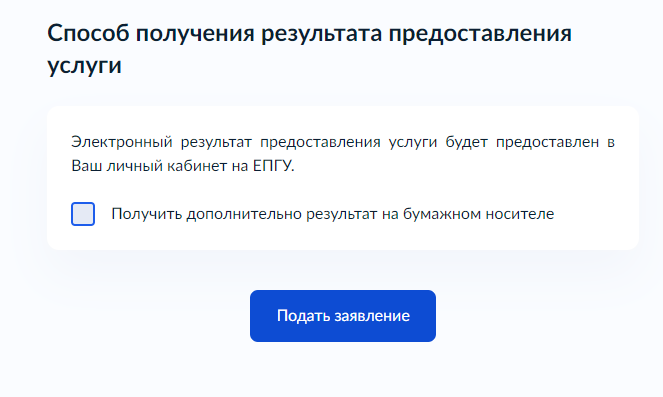 Способ получения результата предоставления
услуги
Электронный результат предоставления услуги будет предоставлен в
Ваш личный кабинет на ЕПГУ.
Получить дополнительно результат на бумажном носителе
Подать заявление